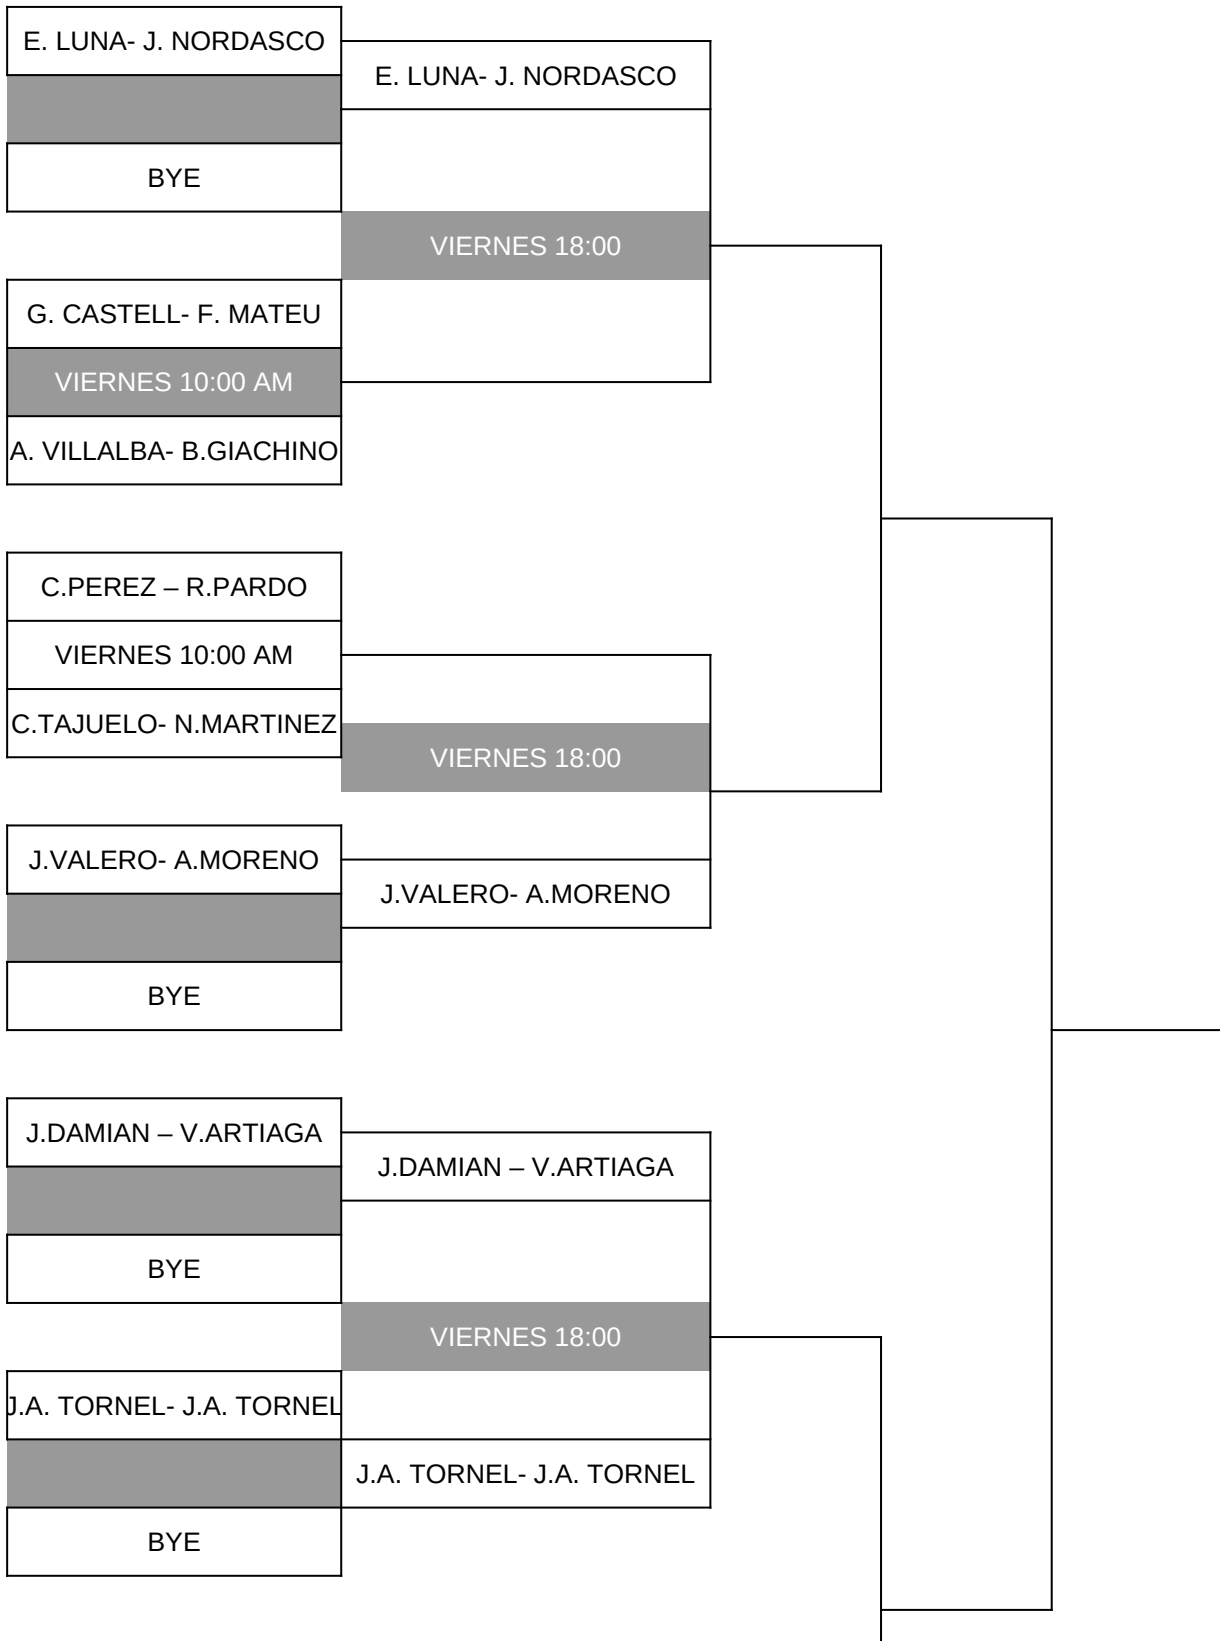 E. LUNA- J. NORDASCO
E. LUNA- J. NORDASCO
BYE
VIERNES 18:00
G. CASTELL- F. MATEU
VIERNES 10:00 AM
A. VILLALBA- B.GIACHINO
C.PEREZ – R.PARDO
VIERNES 10:00 AM
C.TAJUELO- N.MARTINEZ
VIERNES 18:00
J.VALERO- A.MORENO
J.VALERO- A.MORENO
BYE
J.DAMIAN – V.ARTIAGA
J.DAMIAN – V.ARTIAGA
BYE
VIERNES 18:00
J.A. TORNEL- J.A. TORNEL
J.A. TORNEL- J.A. TORNEL
BYE